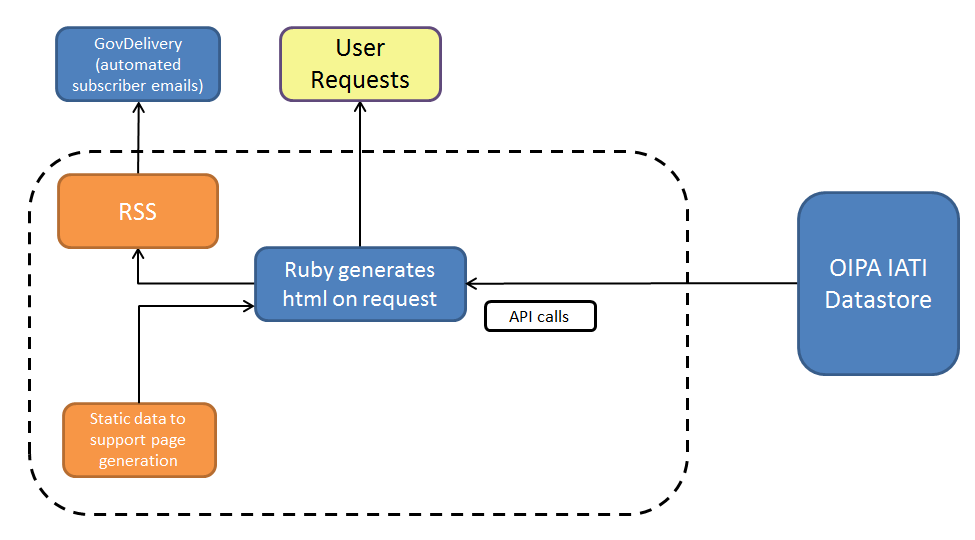 GovDelivery
(automated
subscriber emails)
User
Requests
RSS
Ruby generates
html on request
API calls
OIPA IATI
Datastore
Static data to
support page
generation